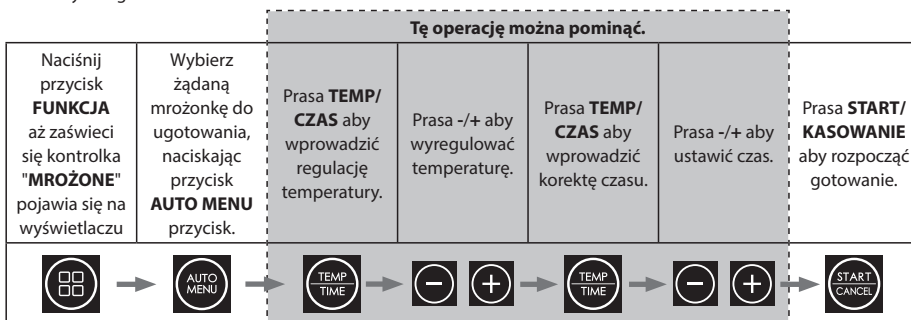 Tę operację można pominąć.
Naciśnij
przycisk
FUNKCJA
aż zaświeci
się kontrolka
"MROŻONE"
pojawia się na
wyświetlaczu
Wybierz
żądaną
mrożonkę do
ugotowania,
naciskając
przycisk
AUTO MENU
przycisk.
Prasa TEMP/
CZAS aby
wprowadzić
regulację
temperatury.
Prasa -/+ aby
wyregulować
temperaturę.
Prasa TEMP/
CZAS aby
wprowadzić
korektę czasu.
Prasa -/+ aby
ustawić czas.
Prasa START/
KASOWANIE
aby rozpocząć
gotowanie.
AUTO
MENU
TEMP
TIME
− +
TEMP
TIME
− +
START
CANCEL